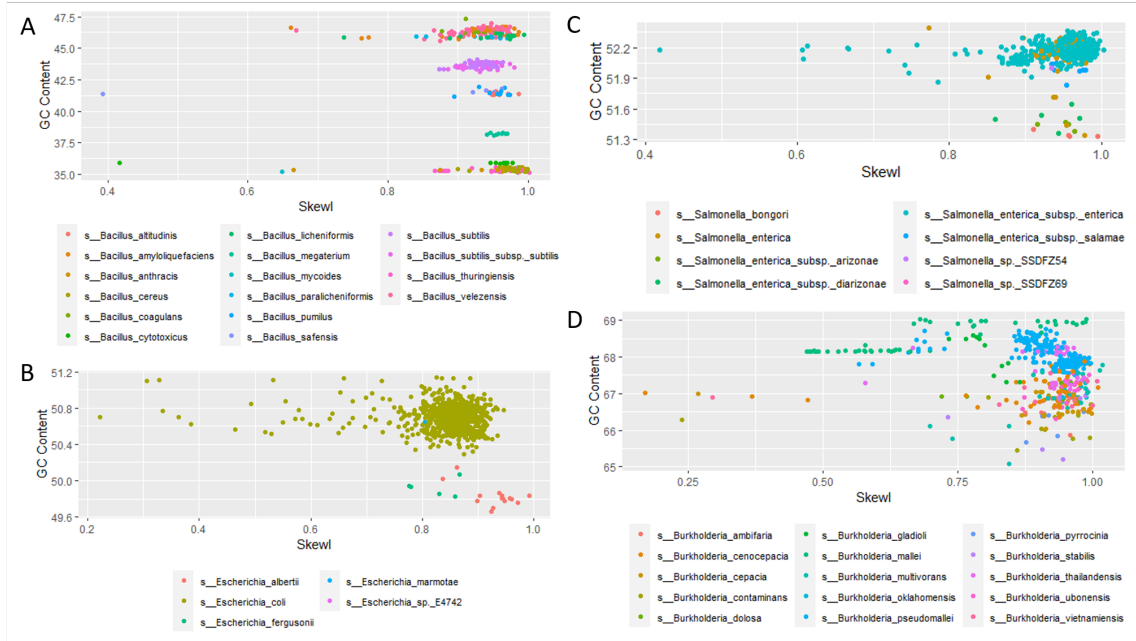 A
47.5
45.0
42.5
40.0
37.5
35.0
GC Content
0.4
0.6
0.8
1.0
SkewI
s__Bacillus_altitudinis
s__Bacillus_amyloliquefaciens
s__Bacillus_anthracis
s__Bacillus_cereus
s__Bacillus_coagulans
s__Bacillus_cytotoxicus
s__Bacillus_licheniformis
s__Bacillus_megaterium
s__Bacillus_mycoides
s__Bacillus_paralicheniformis
s__Bacillus_pumilus
s__Bacillus_safensis
s__Bacillus_subtilis
s__Bacillus_subtilis_subsp._subtilis
s__Bacillus_thuringiensis
s__Bacillus_velezensis
B
51.2
50.8
50.4
50.0
49.6
GC Content
0.2
0.4
0.6
0.8
1.0
SkewI
s__Escherichia_albertii
s__Escherichia_coli
s__Escherichia_fergusonii
s__Escherichia_marmotae
s__Escherichia_sp._E4742
C
52.2
51.9
51.6
51.3
GC Content
0.4
0.6
0.8
1.0
SkewI
s__Salmonella_bongori
s__Salmonella_enterica
s__Salmonella_enterica_subsp._arizonae
s__Salmonella_enterica_subsp._diarizonae
s__Salmonella_enterica_subsp._enterica
s__Salmonella_enterica_subsp._salamae
s__Salmonella_sp._SSDFZ54
s__Salmonella_sp._SSDFZ69
D
69
68
67
66
65
GC Content
0.25
0.50
0.75
1.00
SkewI
s__Burkholderia_ambifaria
s__Burkholderia_cenocepacia
s__Burkholderia_cepacia
s__Burkholderia_contaminans
s__Burkholderia_dolosa
s__Burkholderia_gladioli
s__Burkholderia_mallei
s__Burkholderia_multivorans
s__Burkholderia_oklahomensis
s__Burkholderia_pseudomallei
s__Burkholderia_pyrrocinia
s__Burkholderia_stabilis
s__Burkholderia_thailandensis
s__Burkholderia_ubonensis
s__Burkholderia_vietnamiensis